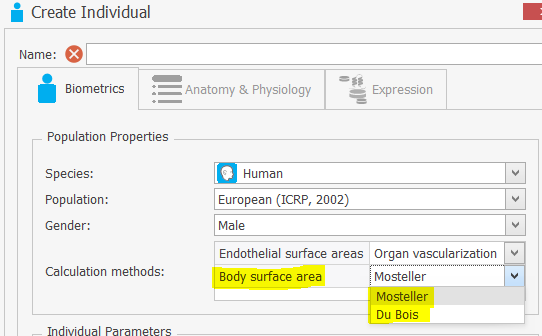 Create Individual
Name:
Biometrics
Anatomy & Physiology
Expression
Population Properties
Species: Human
Population: European (ICRP, 2002)
Gender: Male
Endothelial surface areas Organ vascularization
Calculation methods: Body surface area Mosteller
Mosteller
Du Bois
Individual Parameters